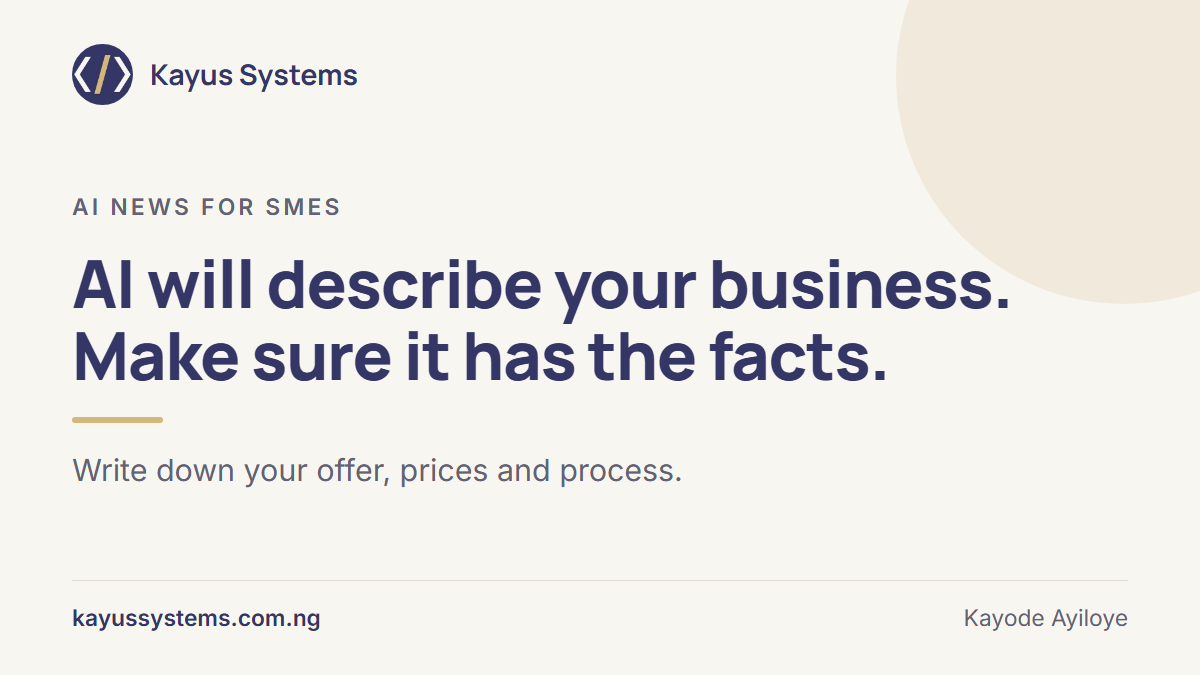 </> Kayus Systems
AI NEWS FOR SMES
AI will describe your business.
Make sure it has the facts.
Write down your offer, prices and process.
kayussystems.com.ng
Kayode Ayiloye